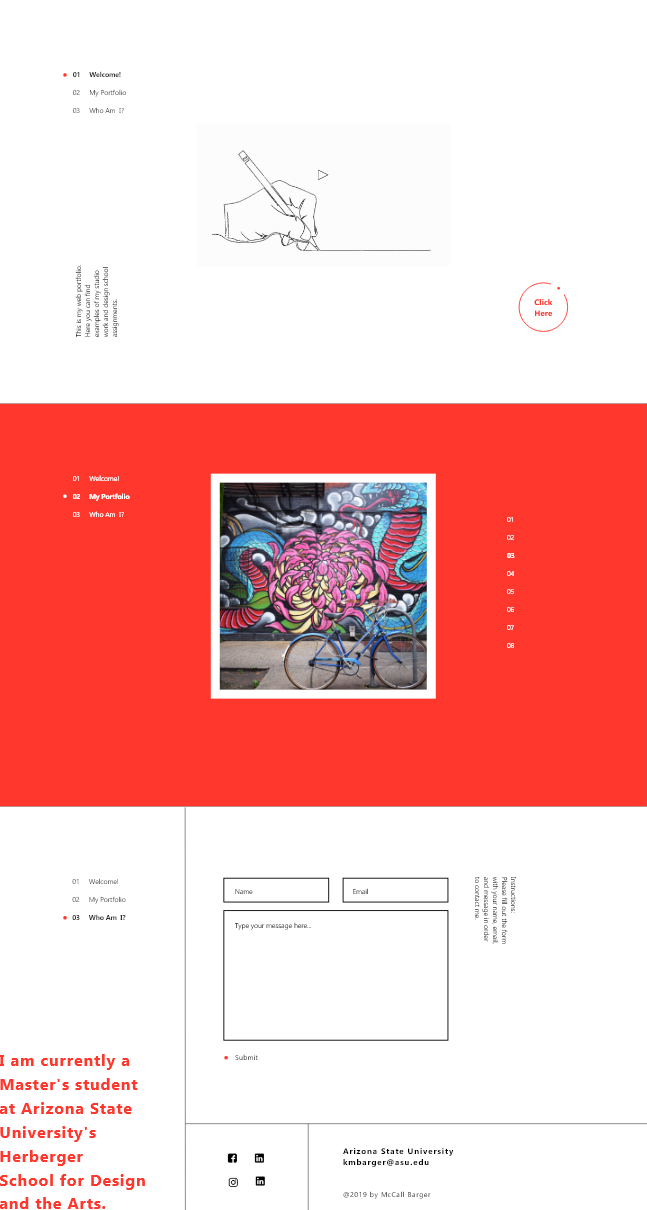 01 Welcome!
02 My Portfolio
03 Who Am I?
This is my web portfolio.
Here you can find
examples of my studio
work and design school
assignments.
Click
Here
01 Welcome!
02 My Portfolio
03 Who Am I?
01
02
03
04
05
06
07
08
01 Welcome!
02 My Portfolio
03 Who Am I?
Name
Email
Type your message here...
Submit
Instructions:
Please fill out the form
with your name, email,
and message in order
to contact me.
I am currently a
Master's student
at Arizona State
University's
Herberger
School for Design
and the Arts.
Arizona State University
kmbarger@asu.edu
@2019 by McCall Barger